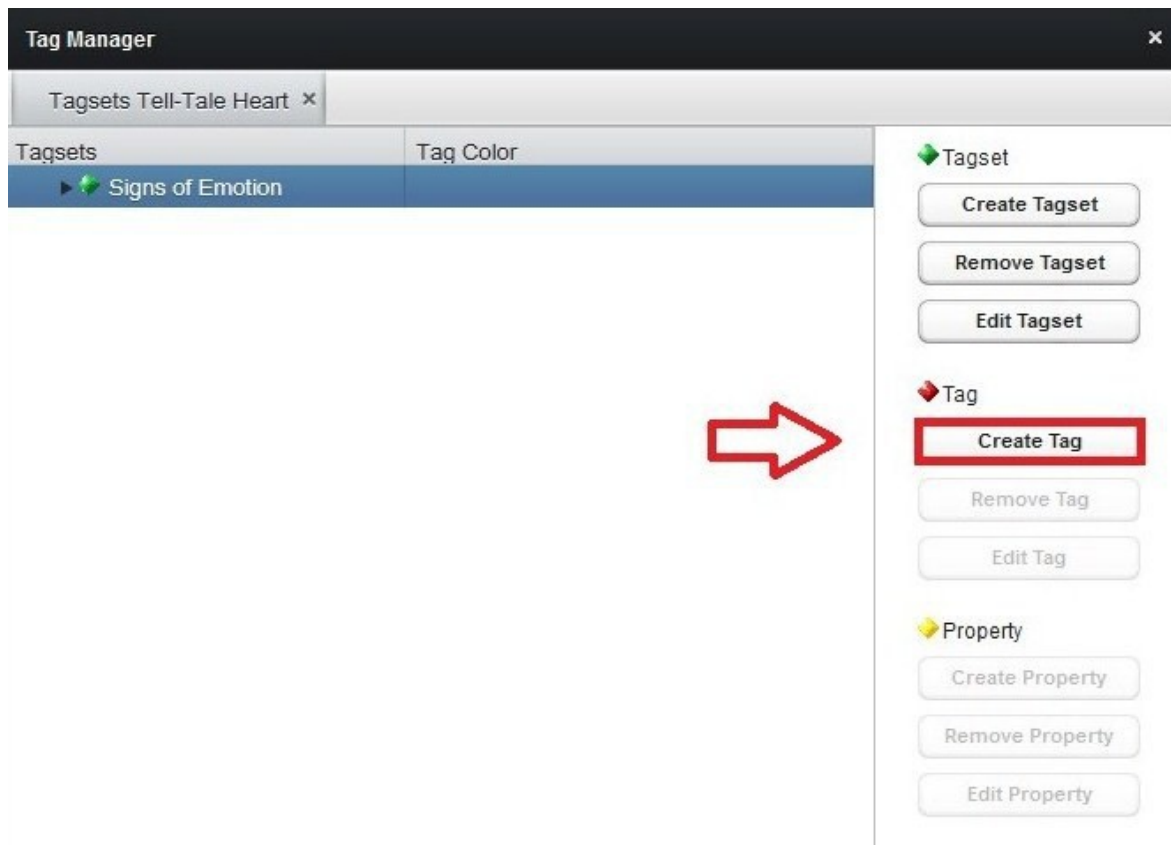 Tag Manager
Tagsets Tell-Tale Heart
Tagsets
Tag Color
Signs of Emotion
Tagset
Create Tagset
Remove Tagset
Edit Tagset
Tag
Create Tag
Remove Tag
Edit Tag
Property
Create Property
Remove Property
Edit Property